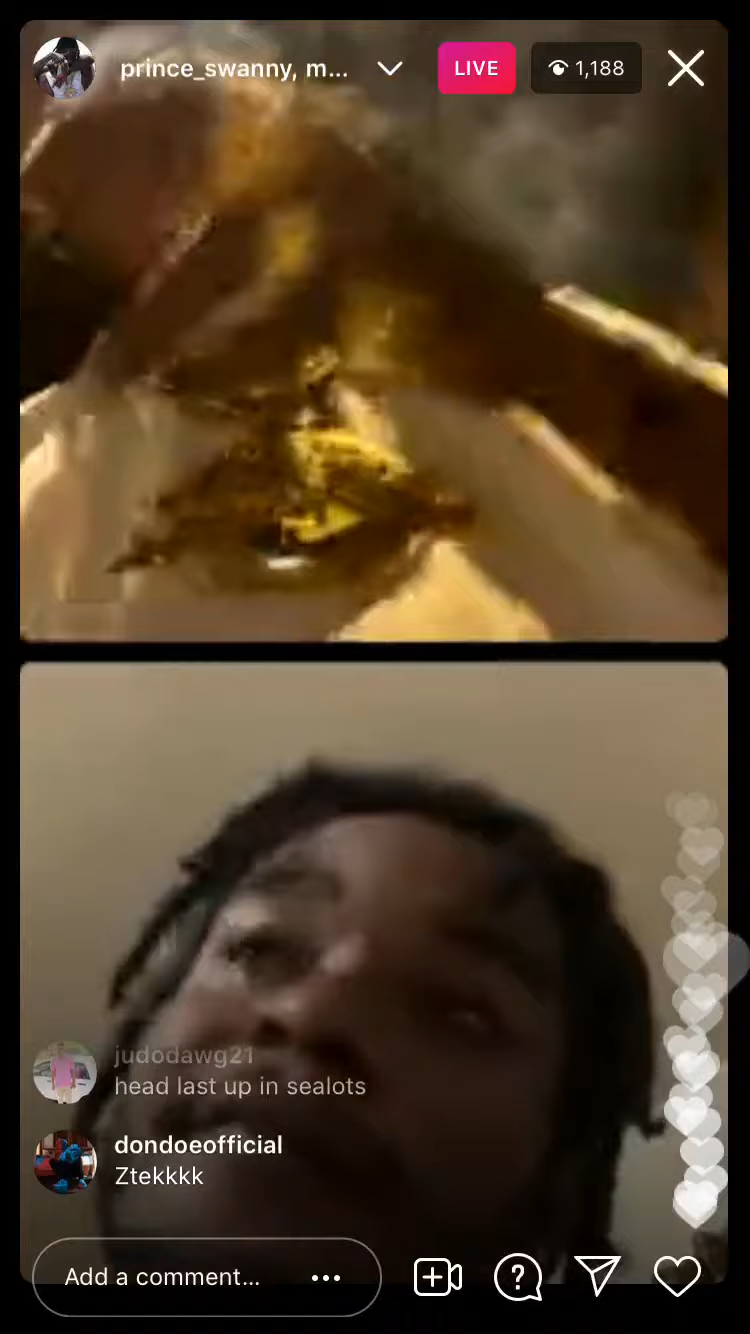 prince_swanny, m...
LIVE
1,188
judodawg21
head last up in sealots
dondoeofficial
Ztekkkk
Add a comment...